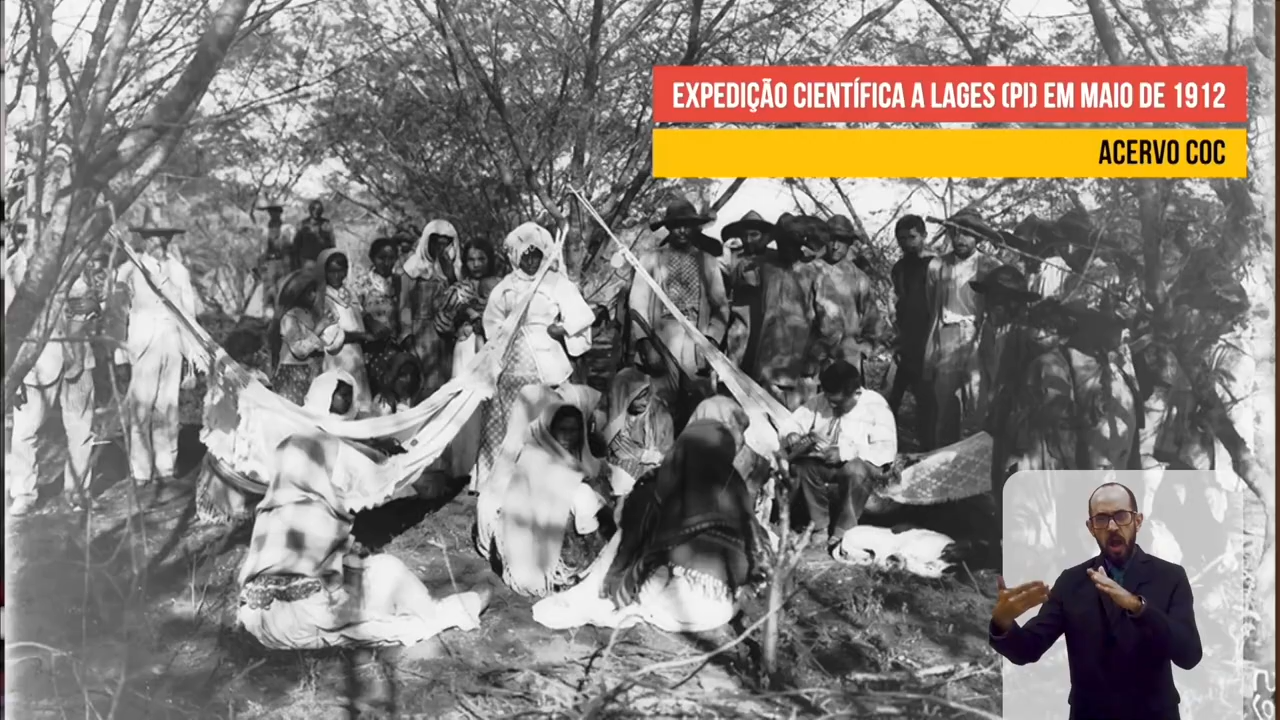 EXPEDIÇÃO CIENTÍFICA A LAGES (PI) EM MAIO DE 1912
ACERVO COC